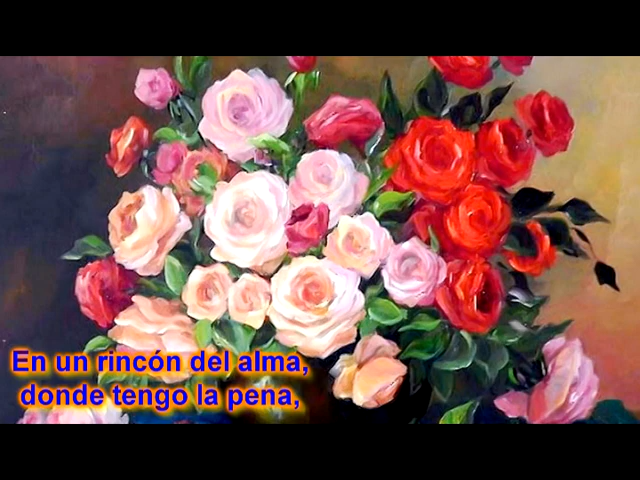 En un rincón del alma,
donde tengo la pena,